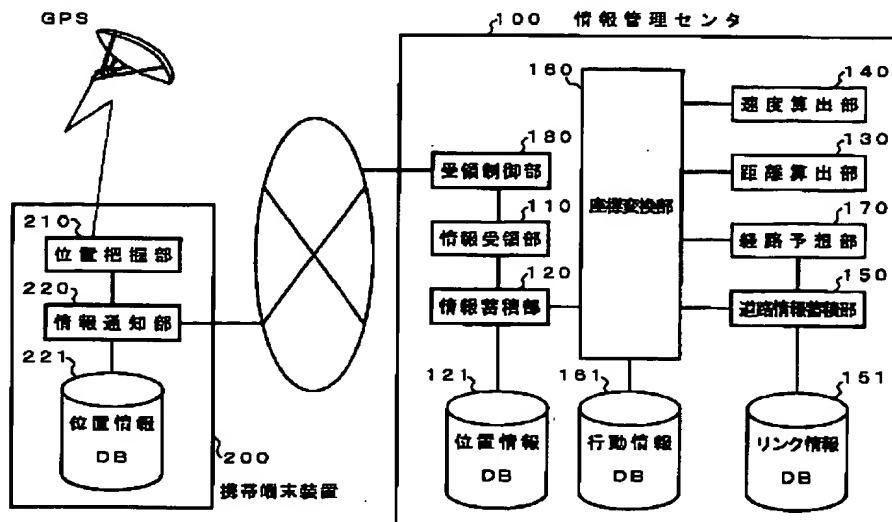 GPS
100
情報管理センタ
160
140
速度算出部
180
受領制御部
130
距離算出部
座標変換部
210
位置把握部
110
情報受領部
170
経路予想部
220
情報通知部
120
情報蓄積部
150
道路情報蓄積部
221
位置情報
DB
200
携帯端末装置
121
位置情報
DB
161
行動情報
DB
151
リンク情報
DB